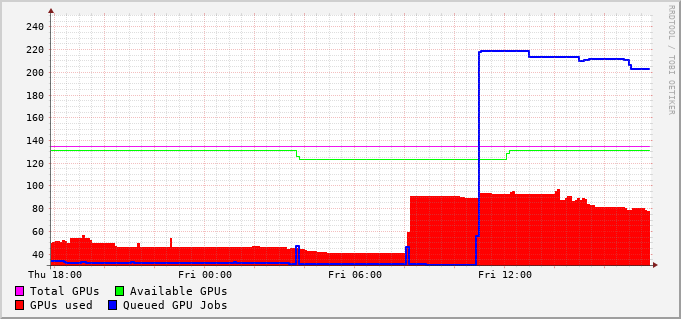 RRDTOOL / TOBI OETIKER
240
220
200
180
160
140
120
100
80
60
40
Thu 18:00 Fri 00:00 Fri 06:00 Fri 12:00
Total GPUs Available GPUs
GPUs used Queued GPU Jobs